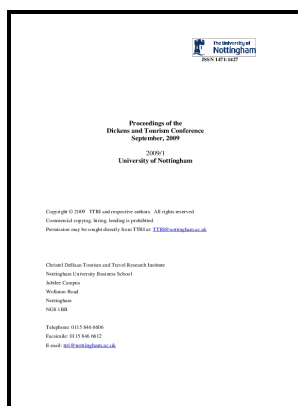 The University of
Nottingham
ISSN 1471-1427
Proceedings of the
Dickens and Tourism Conference
September, 2009
2009/1
University of Nottingham
Copyright © 2009 TTRI and respective authors. All rights reserved
Commercial copying, hiring, lending is prohibited.
Permission may be sought directly from TTRI at: TTRI@nottingham.ac.uk
Christel DeHaan Tourism and Travel Research Institute
Nottingham University Business School
Jubilee Campus
Wollaton Road
Nottingham
NG8 1BB
Telephone: 0115 846 6606
Facsimile: 0115 846 6612
E-mail: ttri@nottingham.ac.uk